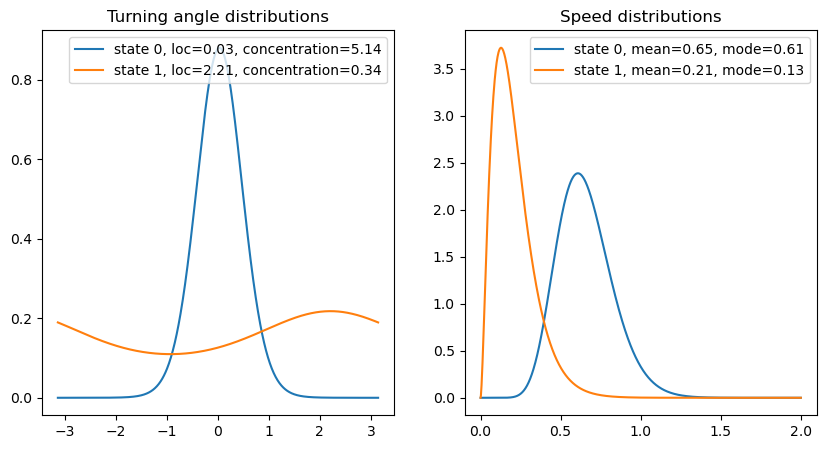 Turning angle distributions
state 0, loc=0.03, concentration=5.14
state 1, loc=2.21, concentration=0.34
0.8
0.6
0.4
0.2
0.0
−3 −2 −1 0 1 2 3
Speed distributions
state 0, mean=0.65, mode=0.61
state 1, mean=0.21, mode=0.13
3.5
3.0
2.5
2.0
1.5
1.0
0.5
0.0
0.0 0.5 1.0 1.5 2.0